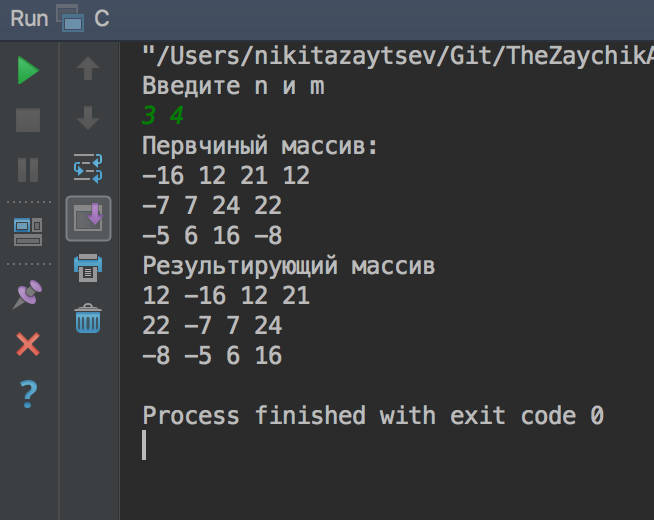 Run C
"/Users/nikitazaytsev/Git/TheZaychik
Введите n и m
3 4
Первчиный массив:
-16 12 21 12
-7 7 24 22
-5 6 16 -8
Результирующий массив
12 -16 12 21
22 -7 7 24
-8 -5 6 16
Process finished with exit code 0